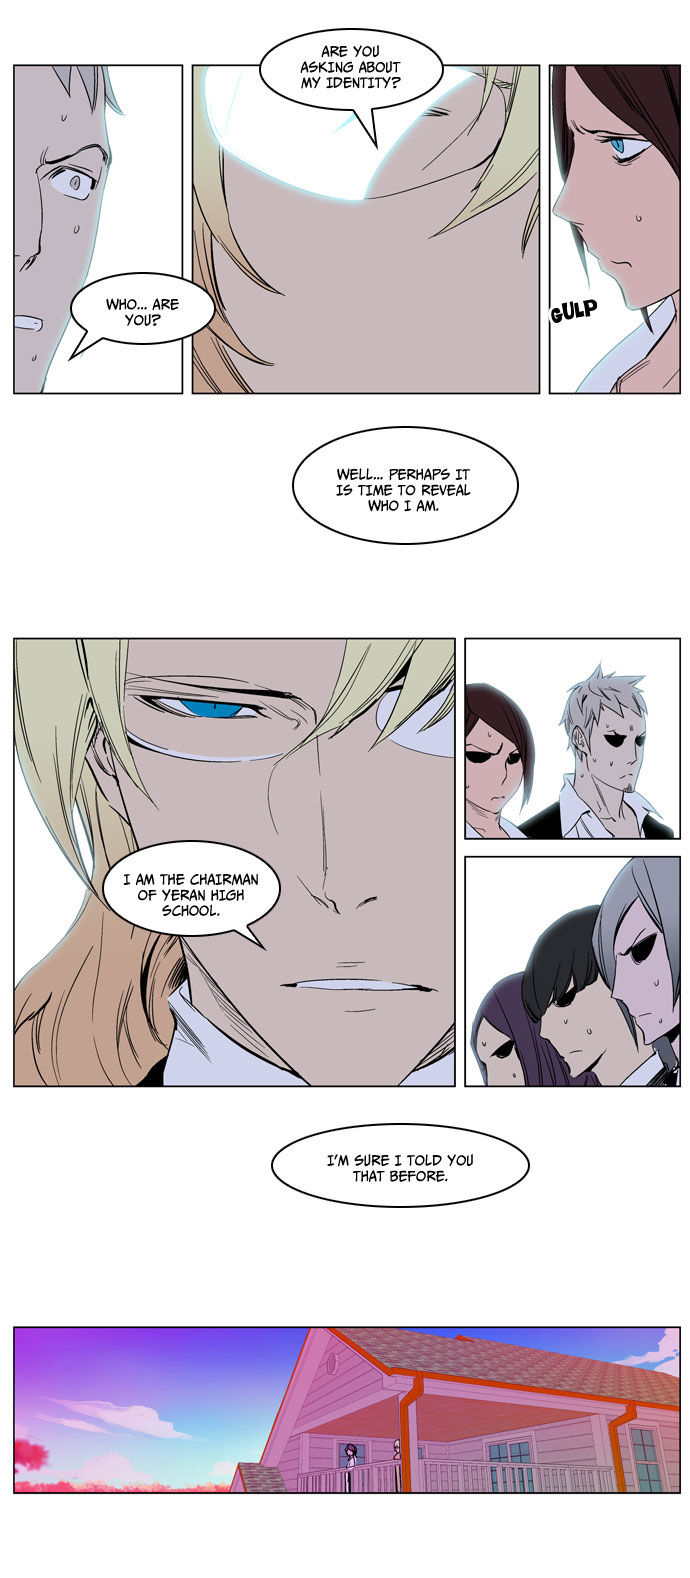 ARE YOU
ASKING ABOUT
MY IDENTITY?
WHO... ARE
YOU?
GULP
WELL... PERHAPS IT
IS TIME TO REVEAL
WHO I AM.
I AM THE CHAIRMAN
OF YERAN HIGH
SCHOOL.
I'M SURE I TOLD YOU
THAT BEFORE.